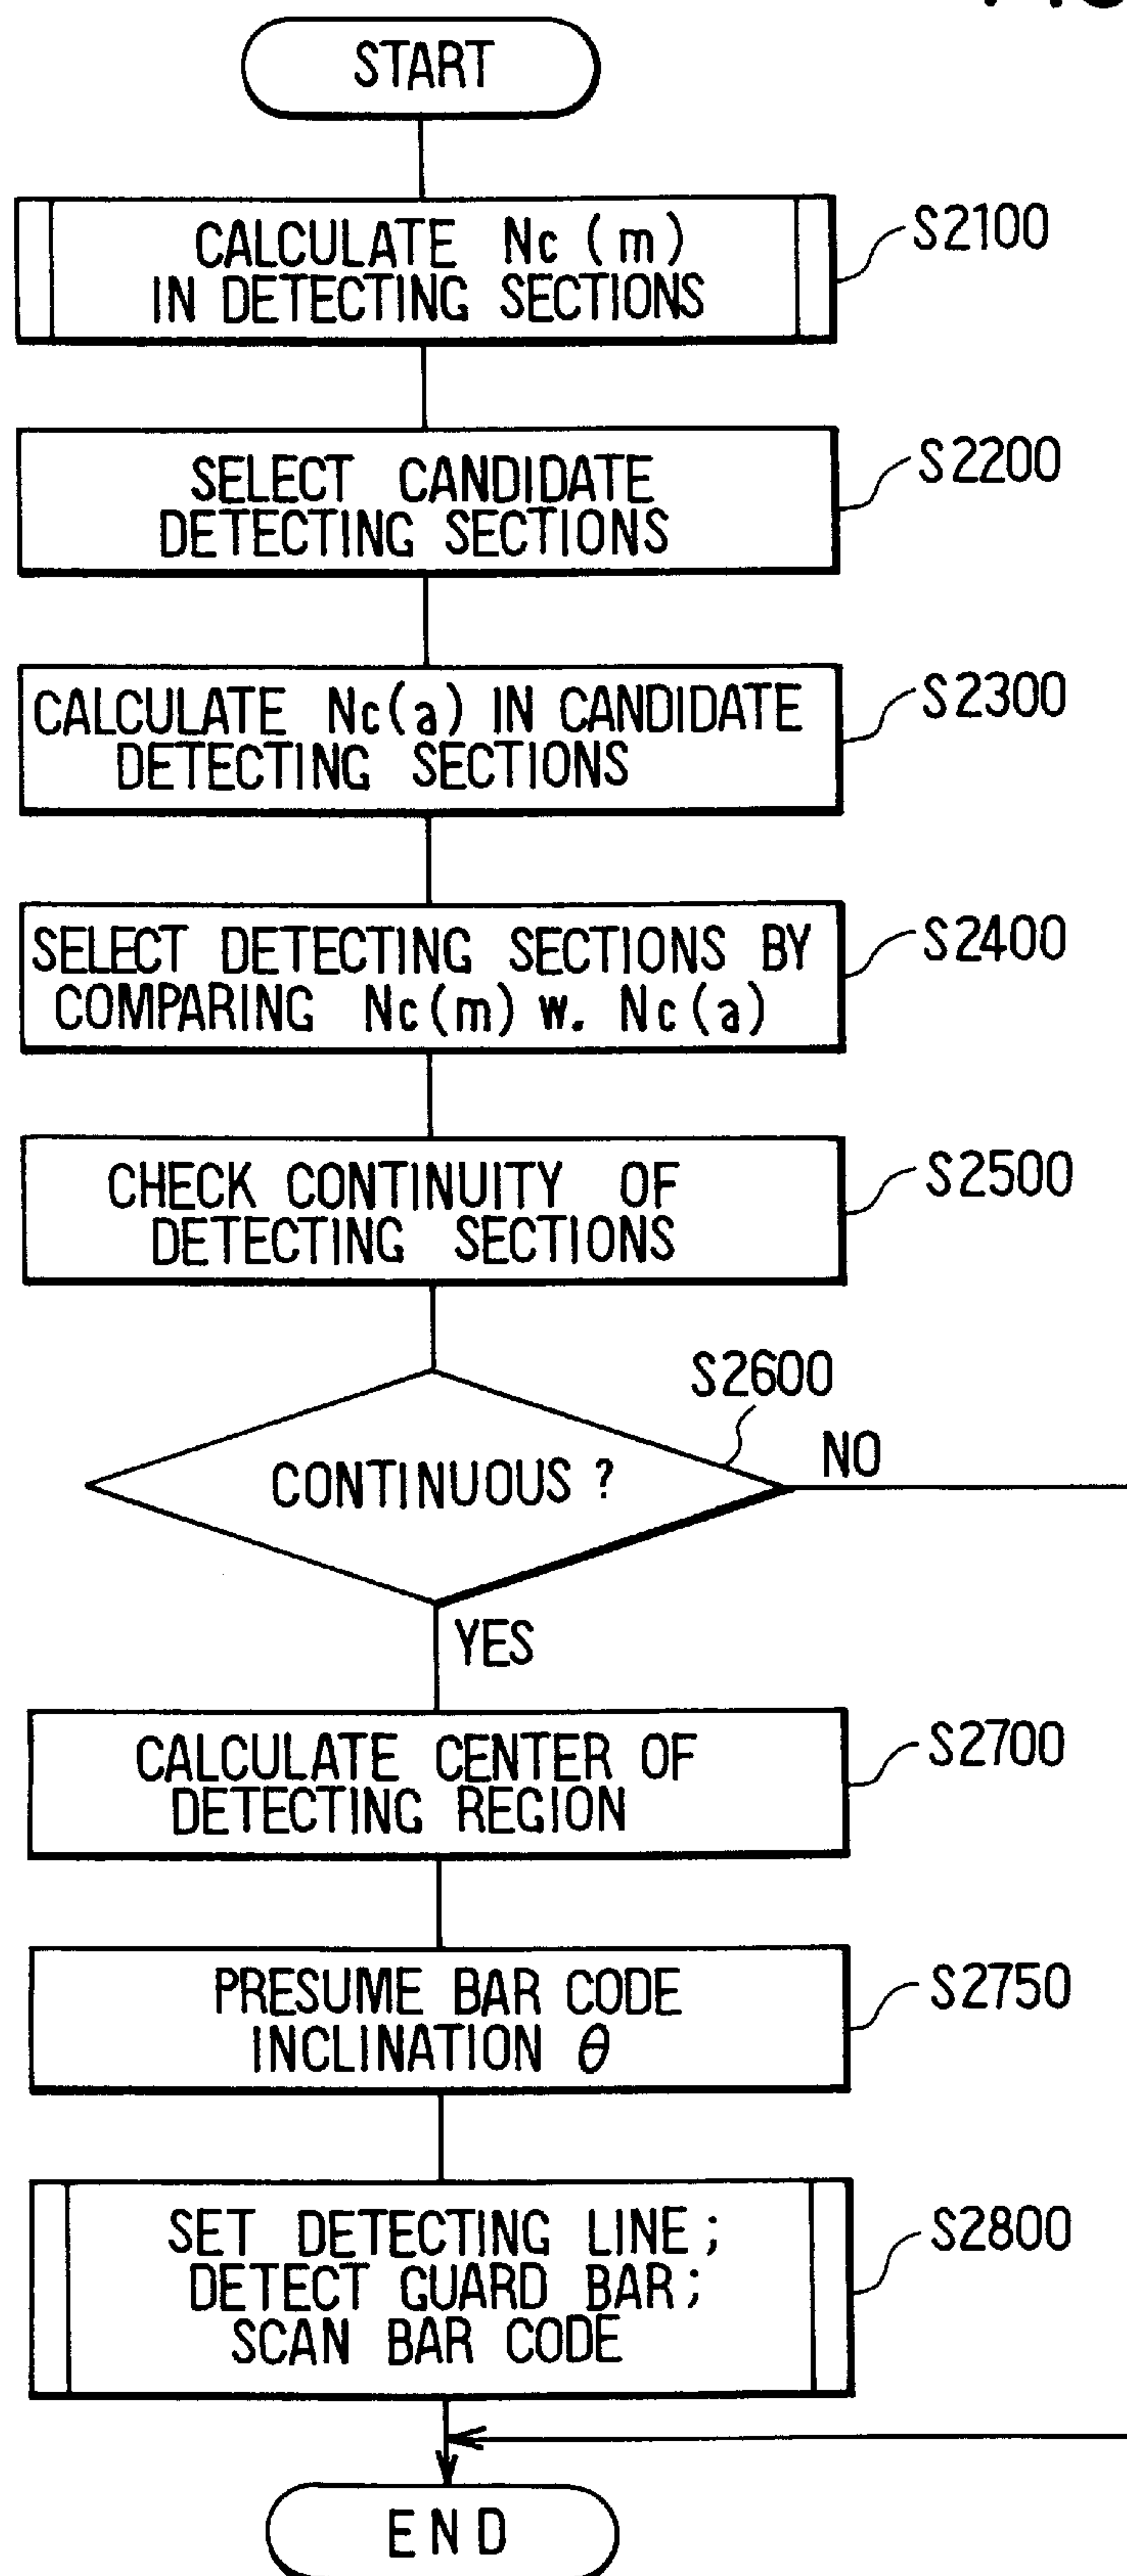 START
CALCULATE Nc (m)
IN DETECTING SECTIONS
S2100
SELECT CANDIDATE
DETECTING SECTIONS
S2200
CALCULATE Nc(a) IN CANDIDATE
DETECTING SECTIONS
S2300
SELECT DETECTING SECTIONS BY
COMPARING Nc(m) w. Nc(a)
S2400
CHECK CONTINUITY OF
DETECTING SECTIONS
S2500
S2600
CONTINUOUS ?
NO
YES
CALCULATE CENTER OF
DETECTING REGION
S2700
PRESUME BAR CODE
INCLINATION θ
S2750
SET DETECTING LINE ;
DETECT GUARD BAR ;
SCAN BAR CODE
S2800
END